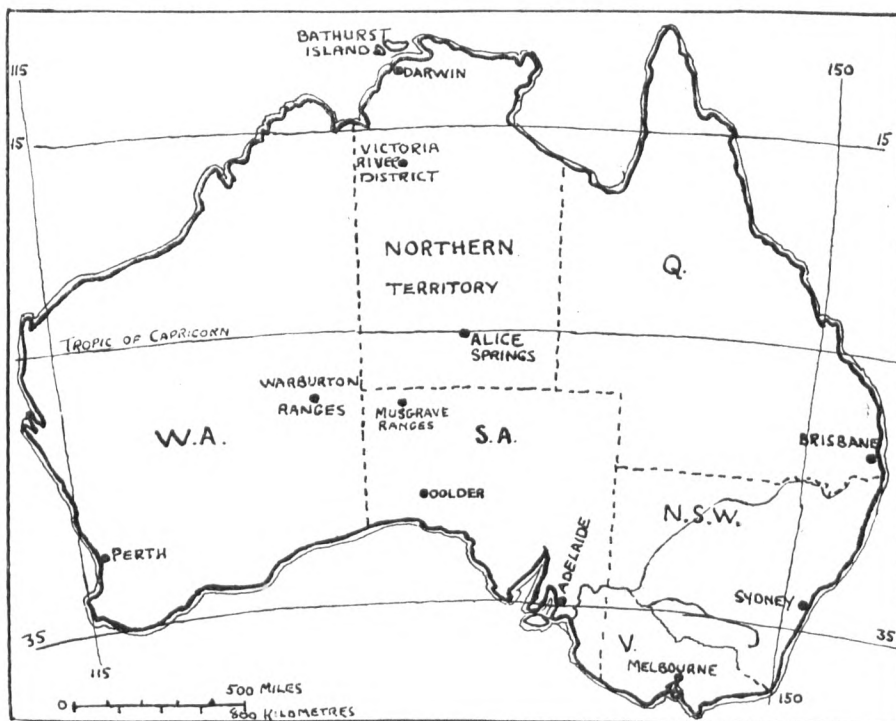 BATHURST
ISLAND
DARWIN
115
150
15
15
VICTORIA
RIVER
DISTRICT
NORTHERN
TERRITORY
Q.
TROPIC OF CAPRICORN
ALICE
SPRINGS
WARBURTON
RANGES
MUSGRAVE
RANGES
W.A.
S.A.
BRISBANE
OOLDER
N.S.W.
PERTH
ADELAIDE
SYDNEY
35
35
V.
MELBOURNE
115
150
0
500 MILES
800 KILOMETRES